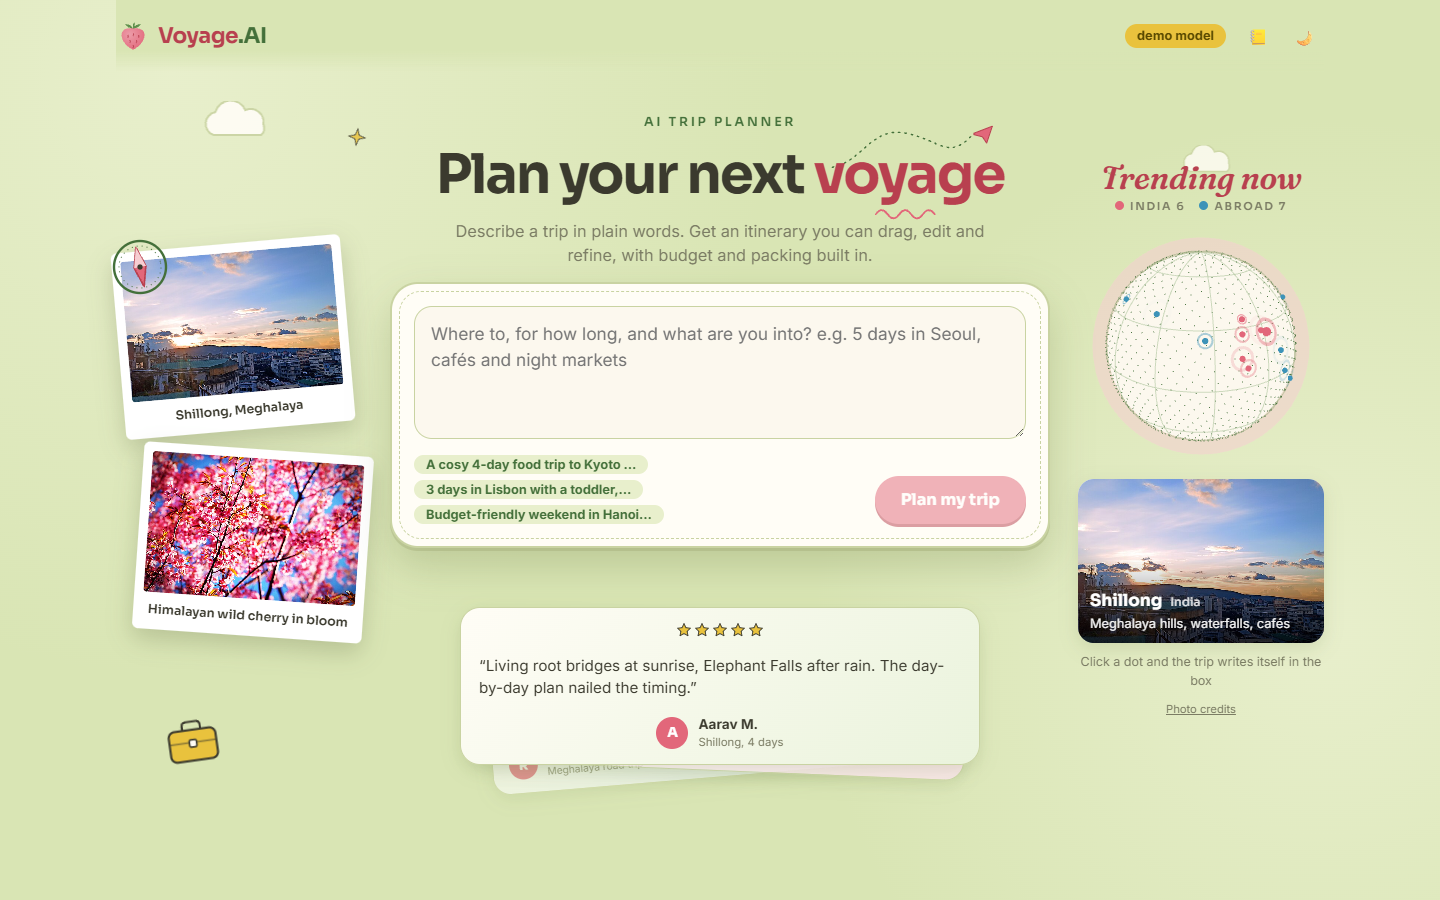 Voyage.AI
demo model
AI TRIP PLANNER
Plan your next voyage
Describe a trip in plain words. Get an itinerary you can drag, edit and
refine, with budget and packing built in.
Where to, for how long, and what are you into? e.g. 5 days in Seoul,
cafés and night markets
A cosy 4-day food trip to Kyoto ...
3 days in Lisbon with a toddler,...
Budget-friendly weekend in Hanoi...
Plan my trip
Shillong, Meghalaya
Himalayan wild cherry in bloom
Trending now
INDIA 6
ABROAD 7
Shillong India
Meghalaya hills, waterfalls, cafés
Click a dot and the trip writes itself in the
box
Photo credits
“Living root bridges at sunrise, Elephant Falls after rain. The day-
by-day plan nailed the timing.”
A
Aarav M.
Shillong, 4 days
Meghalaya